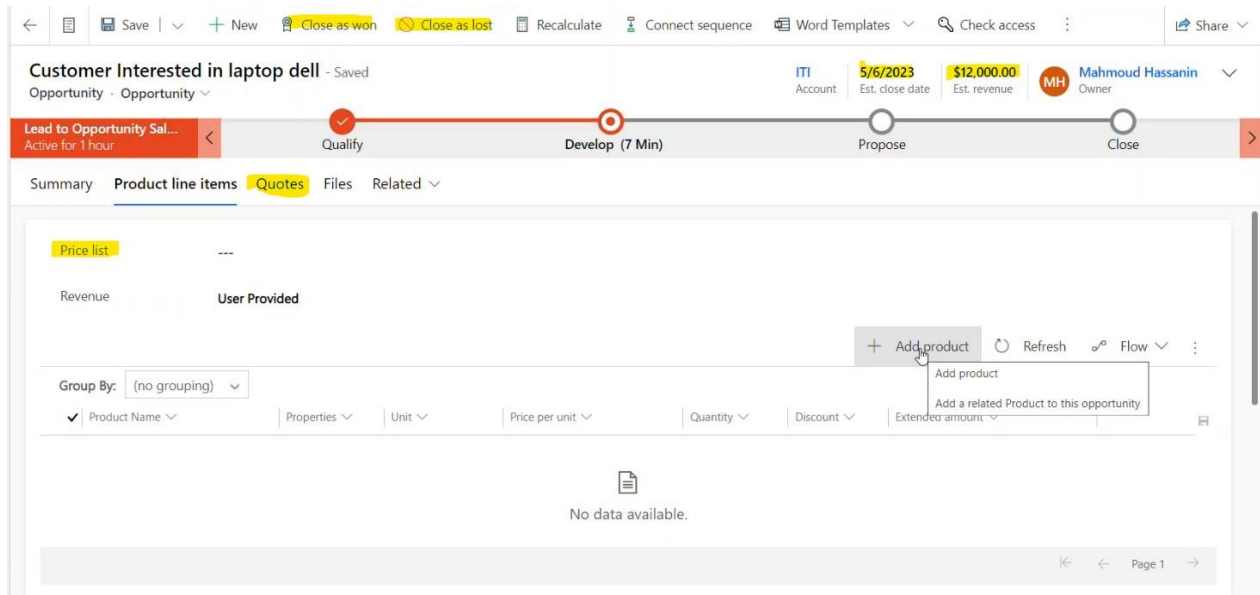 Save New Close as won Close as lost Recalculate Connect sequence Word Templates Check access Share
Customer Interested in laptop dell - Saved
Opportunity · Opportunity
ITI 5/6/2023 $12,000.00 MH Mahmoud Hassanin
Account Est. close date Est. revenue Owner
Lead to Opportunity Sal...
Active for 1 hour
Qualify Develop (7 Min) Propose Close
Summary Product line items Quotes Files Related
Price list ---
Revenue User Provided
Add product Refresh Flow
Add product
Add a related Product to this opportunity
Group By: (no grouping)
Product Name Properties Unit Price per unit Quantity Discount Extended amount
No data available.
Page 1